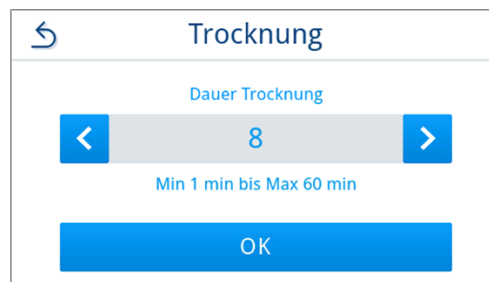 Trocknung
Dauer Trocknung
8
Min 1 min bis Max 60 min
OK